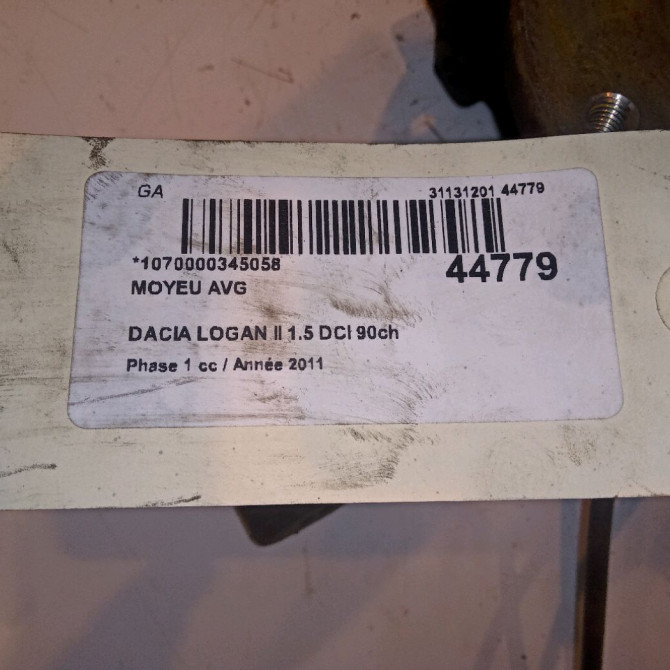 GA 31131201 44779
*1070000345058 44779
MOYEU AVG
DACIA LOGAN II 1.5 DCI 90ch
Phase 1 cc / Année 2011